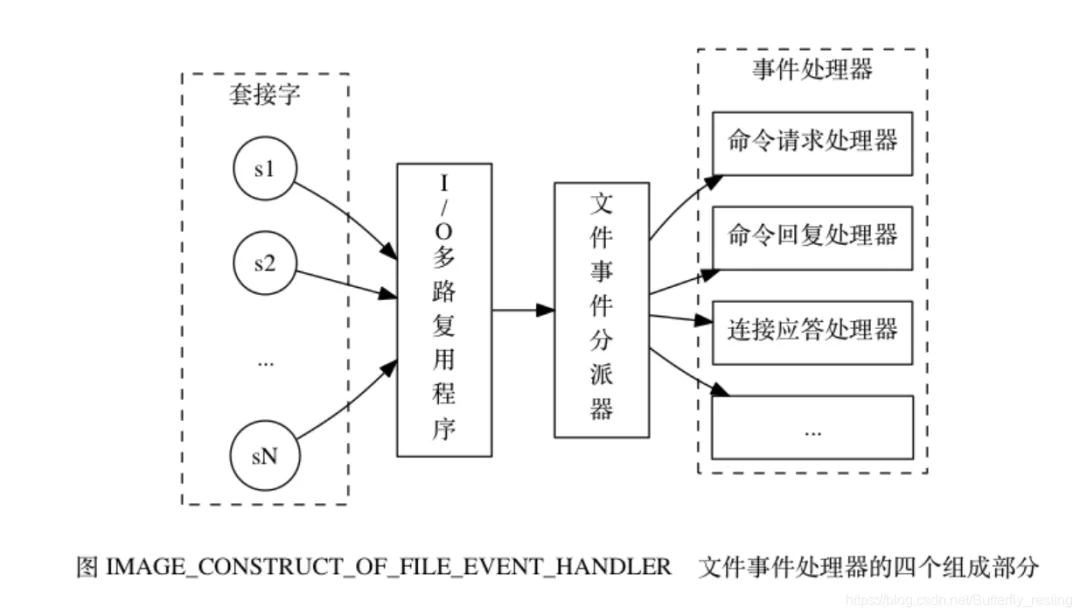 套接字
s1
s2
...
sN
I/O多路复用程序
文件事件分派器
事件处理器
命令请求处理器
命令回复处理器
连接应答处理器
...
图 IMAGE_CONSTRUCT_OF_FILE_EVENT_HANDLER 文件事件处理器的四个组成部分
https://blog.csdn.net/Butterfly_resting